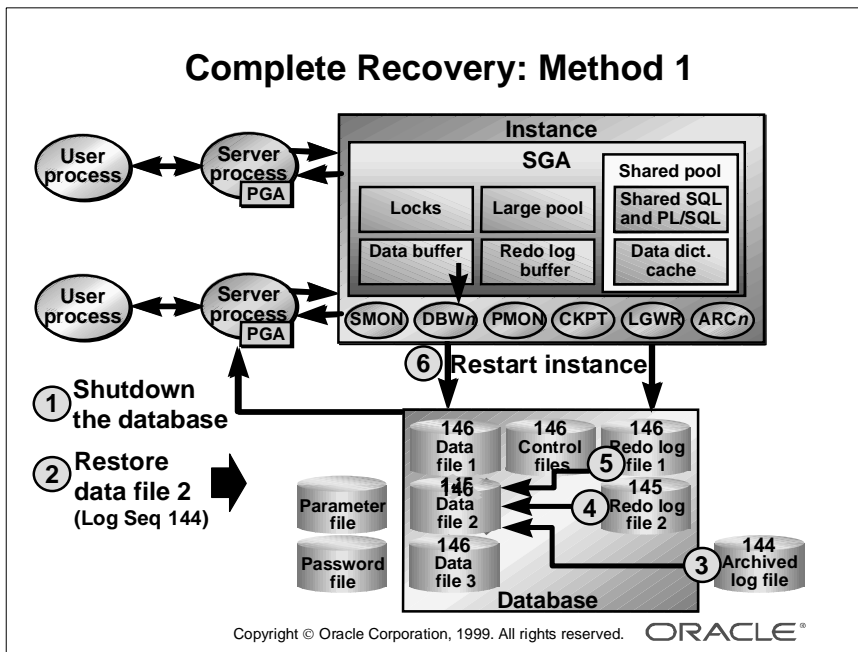 Complete Recovery: Method 1
Instance
SGA
User
process
Server
process
PGA
Locks
Large pool
Shared pool
Shared SQL
and PL/SQL
Data buffer
Redo log
buffer
Data dict.
cache
User
process
Server
process
PGA
SMON
DBWn
PMON
CKPT
LGWR
ARCn
6 Restart instance
1 Shutdown
the database
2 Restore
data file 2
(Log Seq 144)
146
Data
file 1
146
Control
files
146
Redo log
file 1
5
Parameter
file
146
Data
file 2
4
145
Redo log
file 2
Password
file
146
Data
file 3
3
144
Archived
log file
Database
Copyright © Oracle Corporation, 1999. All rights reserved.
ORACLE®